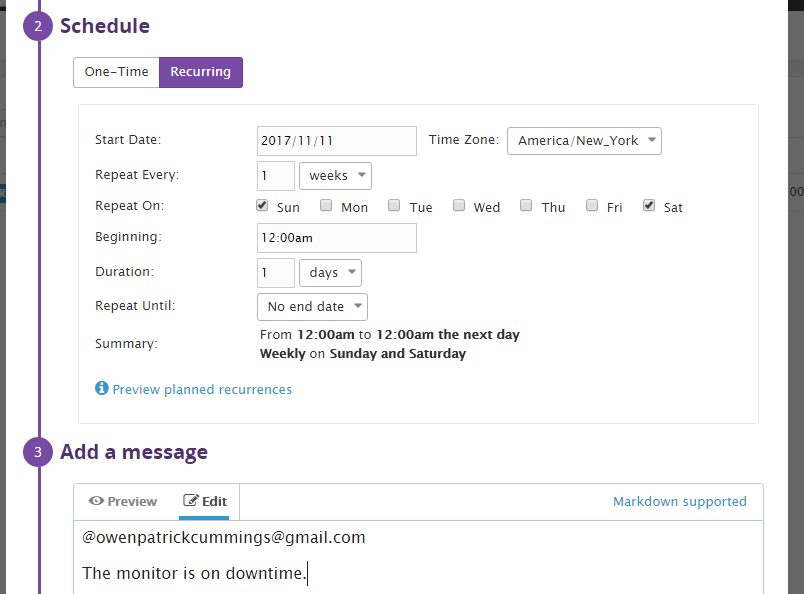 2 Schedule
One-Time Recurring
Start Date: 2017/11/11 Time Zone: America/New_York
Repeat Every: 1 weeks
Repeat On: Sun Mon Tue Wed Thu Fri Sat
Beginning: 12:00am
Duration: 1 days
Repeat Until: No end date
Summary: From 12:00am to 12:00am the next day
Weekly on Sunday and Saturday
Preview planned recurrences
3 Add a message
Preview Edit Markdown supported
@owenpatrickcummings@gmail.com
The monitor is on downtime.